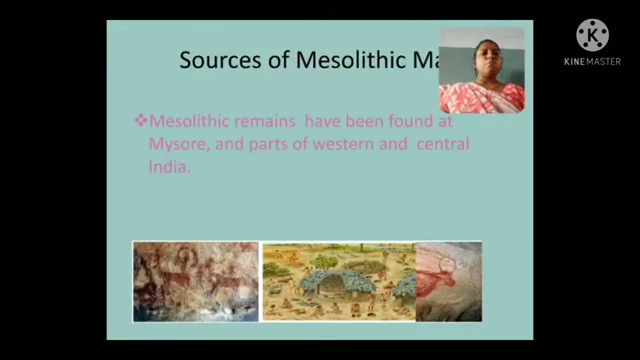 Sources of Mesolithic Ma
Mesolithic remains have been found at
Mysore, and parts of western and central
India.
K
KINEMASTER